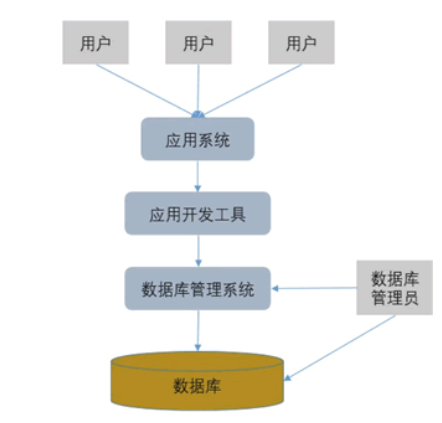 用户
用户
用户
应用系统
应用开发工具
数据库管理系统
数据库
管理员
数据库